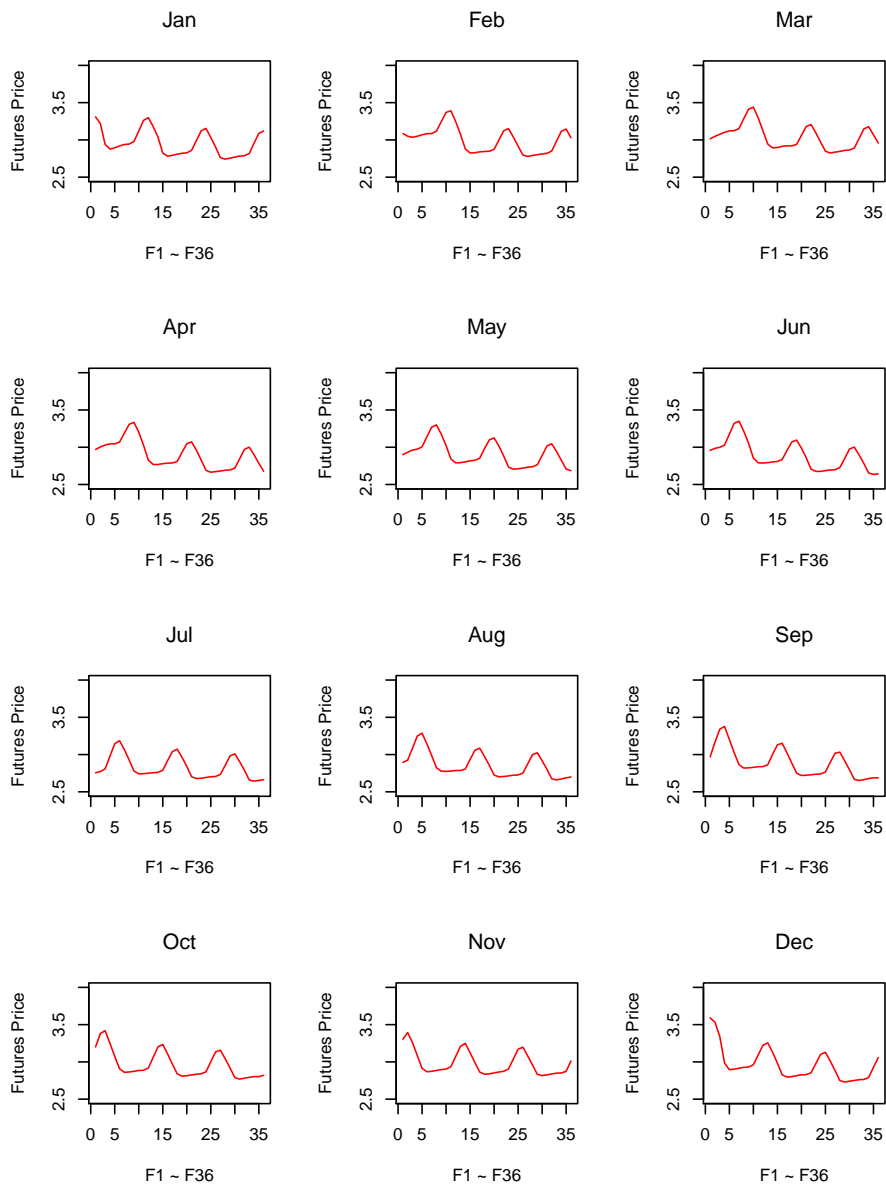 Jan Feb Mar
Futures Price Futures Price Futures Price
3.5 3.5 3.5
2.5 2.5 2.5
0 5 15 25 35 0 5 15 25 35 0 5 15 25 35
F1 ~ F36 F1 ~ F36 F1 ~ F36
Apr May Jun
Futures Price Futures Price Futures Price
3.5 3.5 3.5
2.5 2.5 2.5
0 5 15 25 35 0 5 15 25 35 0 5 15 25 35
F1 ~ F36 F1 ~ F36 F1 ~ F36
Jul Aug Sep
Futures Price Futures Price Futures Price
3.5 3.5 3.5
2.5 2.5 2.5
0 5 15 25 35 0 5 15 25 35 0 5 15 25 35
F1 ~ F36 F1 ~ F36 F1 ~ F36
Oct Nov Dec
Futures Price Futures Price Futures Price
3.5 3.5 3.5
2.5 2.5 2.5
0 5 15 25 35 0 5 15 25 35 0 5 15 25 35
F1 ~ F36 F1 ~ F36 F1 ~ F36